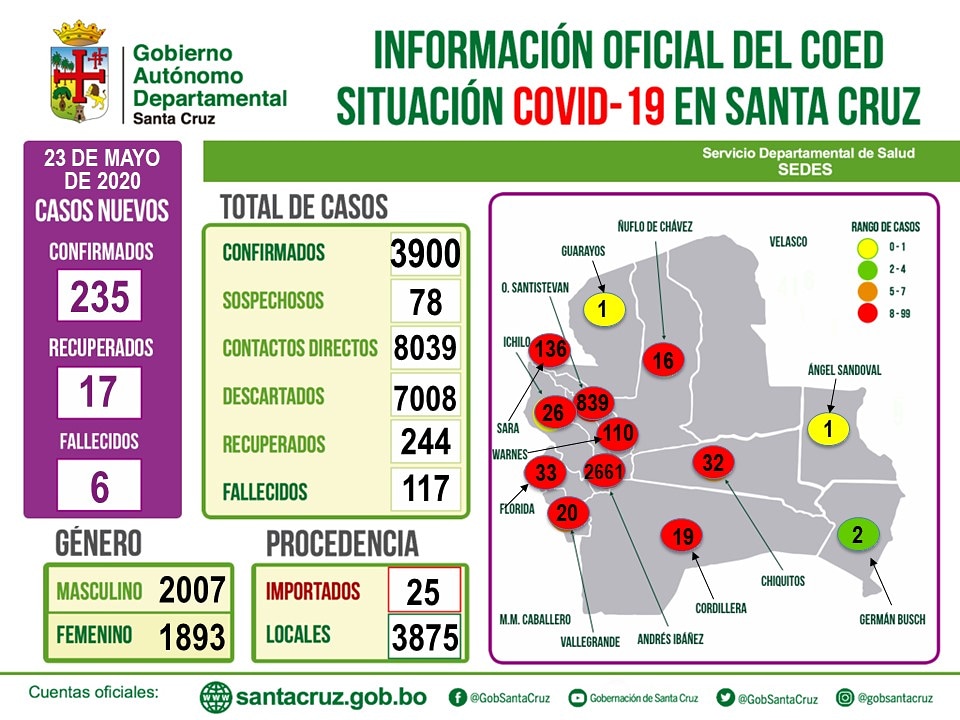 Gobierno
Autónomo
Departamental
Santa Cruz
INFORMACIÓN OFICIAL DEL COED
SITUACIÓN COVID-19 EN SANTA CRUZ
Servicio Departamental de Salud
SEDES
23 DE MAYO
DE 2020
CASOS NUEVOS
CONFIRMADOS
235
RECUPERADOS
17
FALLECIDOS
6
TOTAL DE CASOS
CONFIRMADOS 3900
SOSPECHOSOS 78
CONTACTOS DIRECTOS 8039
DESCARTADOS 7008
RECUPERADOS 244
FALLECIDOS 117
GÉNERO
MASCULINO 2007
FEMENINO 1893
PROCEDENCIA
IMPORTADOS 25
LOCALES 3875
ÑUFLO DE CHÁVEZ
GUARAYOS
VELASCO
RANGO DE CASOS
0 - 1
2 - 4
5 - 7
8 - 99
O. SANTISTEVAN
1
ICHILO
136
16
ÁNGEL SANDOVAL
26
839
SARA
110
1
WARNES
33
2661
32
FLORIDA
20
19
2
CHIQUITOS
CORDILLERA
M.M. CABALLERO
GERMÁN BUSCH
VALLEGRANDE
ANDRÉS IBÁÑEZ
Cuentas oficiales:
santacruz.gob.bo
@GobSantaCruz
Gobernación de Santa Cruz
@GobSantaCruz
@gobsantacruz